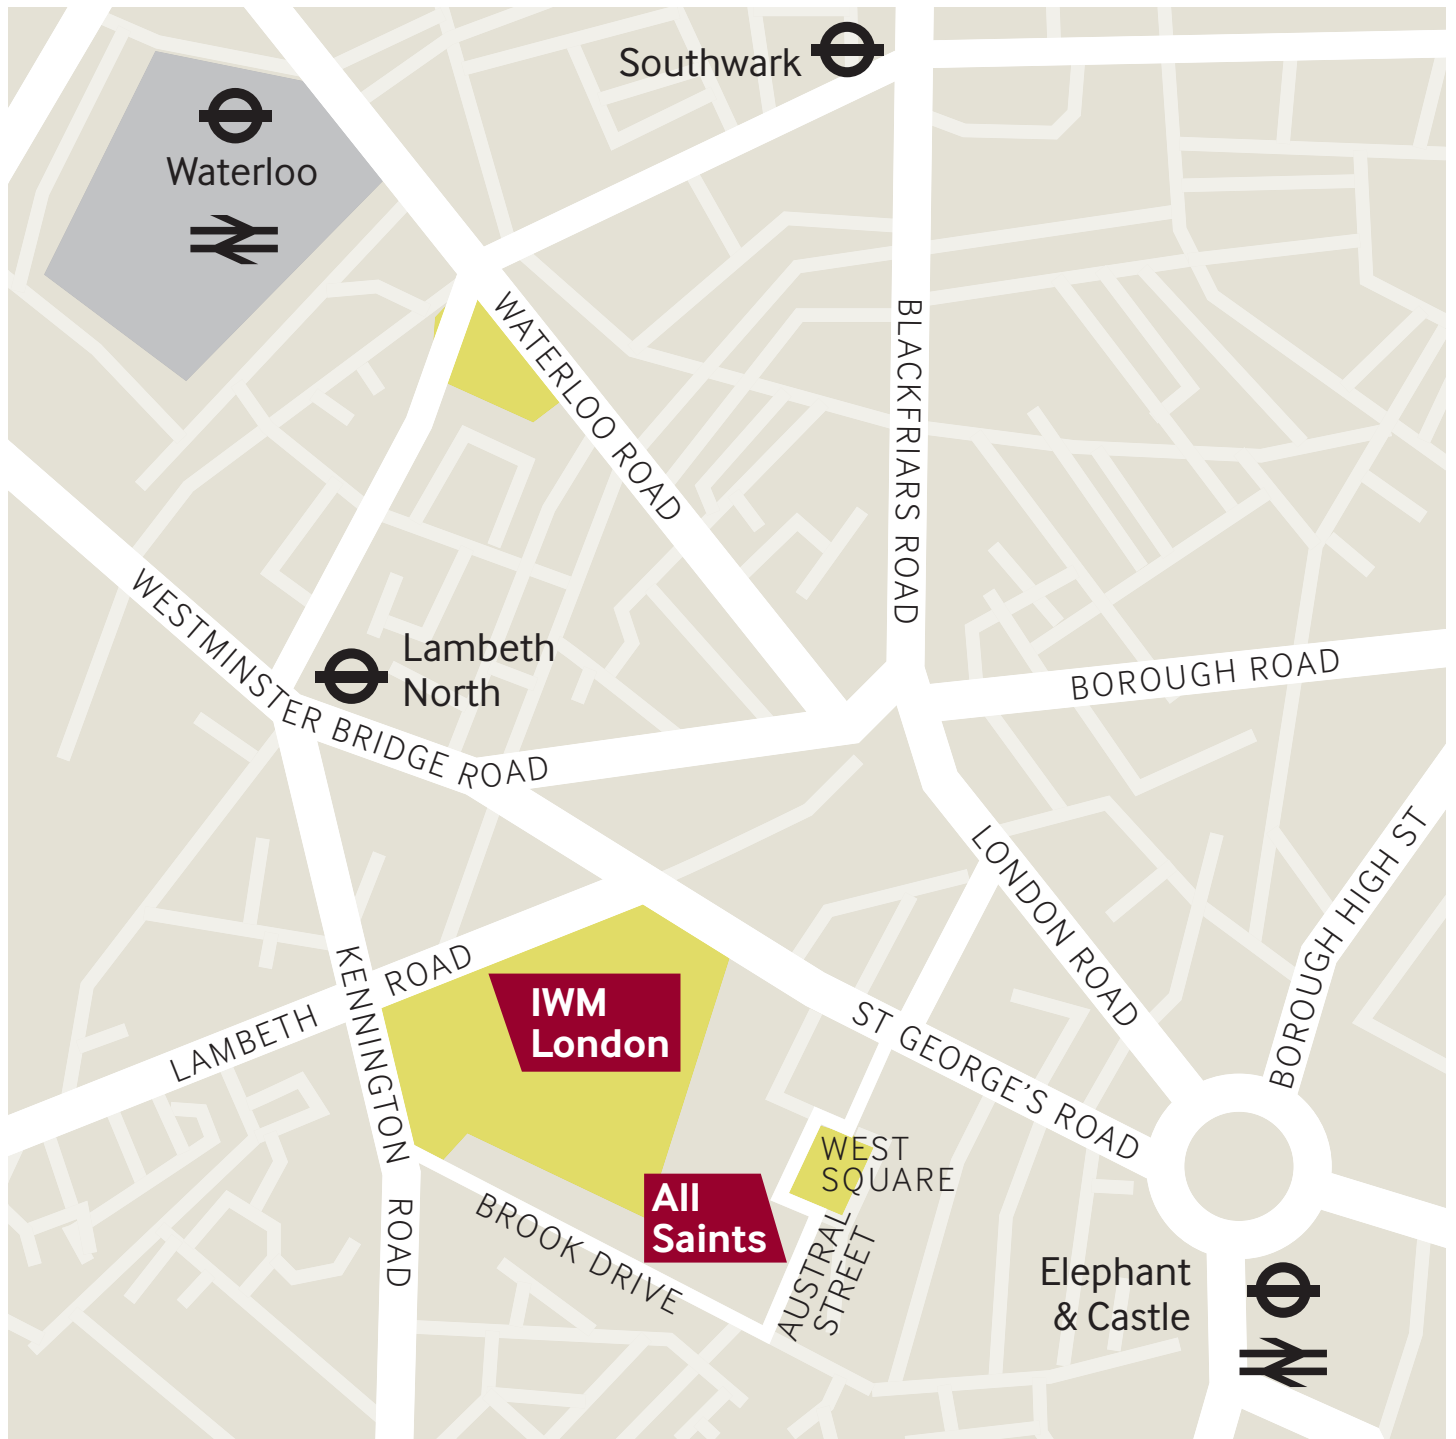 Southwark
Waterloo
WATERLOO ROAD
BLACKFRIARS ROAD
WESTMINSTER BRIDGE ROAD
Lambeth
North
BOROUGH ROAD
LONDON ROAD
BOROUGH HIGH ST
KENNINGTON ROAD
LAMBETH ROAD
IWM
London
ST GEORGE’S ROAD
WEST
SQUARE
All
Saints
BROOK DRIVE
AUSTRAL
STREET
Elephant
& Castle